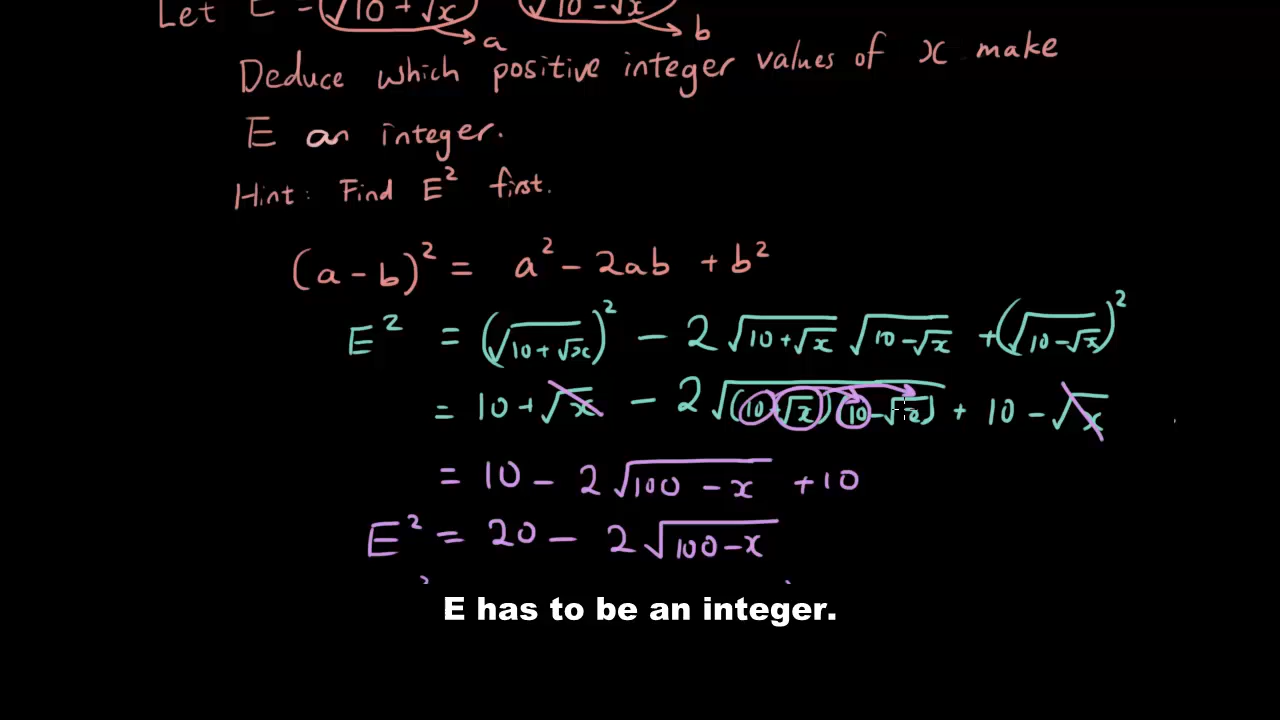 Let E = √10 + √x √10 - √x
a b
Deduce which positive integer values of x make
E an integer.
Hint: Find E² first.
(a - b)² = a² - 2ab + b²
E² = (√10 + √x)² - 2 √10 + √x √10 - √x + (√10 - √x)²
= 10 + √x - 2 √(10 + √x)(10 - √x) + 10 - √x
= 10 - 2 √100 - x + 10
E² = 20 - 2 √100 - x
E has to be an integer.